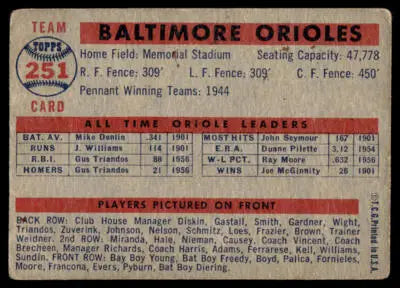 TEAM
TOPPS
251
CARD
BALTIMORE ORIOLES
Home Field: Memorial Stadium Seating Capacity: 47,778
R. F. Fence: 309' L. F. Fence: 309' C. F. Fence: 450'
Pennant Winning Teams: 1944
ALL TIME ORIOLE LEADERS
BAT. AV. Mike Donlin .341 1901 MOST HITS John Seymour 167 1901
RUNS J. Williams 114 1901 E.R.A. Duane Pilette 3.12 1954
R.B.I. Gus Triandos 88 1956 W-L PCT. Ray Moore .632 1956
HOMERS Gus Triandos 21 1956 WINS Joe McGinnity 26 1901
PLAYERS PICTURED ON FRONT
BACK ROW: Club House Manager Diskin, Gastall, Smith, Gardner, Wight,
Triandos, Zuverink, Johnson, Nelson, Schmitz, Loes, Frazier, Brown, Trainer
Weidner. 2nd Row: Miranda, Hale, Nieman, Causey, Coach Vincent, Coach
Brecheen, Manager Richards, Coach Harris, Adams, Ferrarese, Kell, Williams,
Sundin. FRONT ROW: Bay Boy Young, Bat Boy Freedy, Boyd, Palica, Fornieles,
Moore, Francona, Evers, Pyburn, Bat Boy Diering.
© T.C.G. Printed in U.S.A.